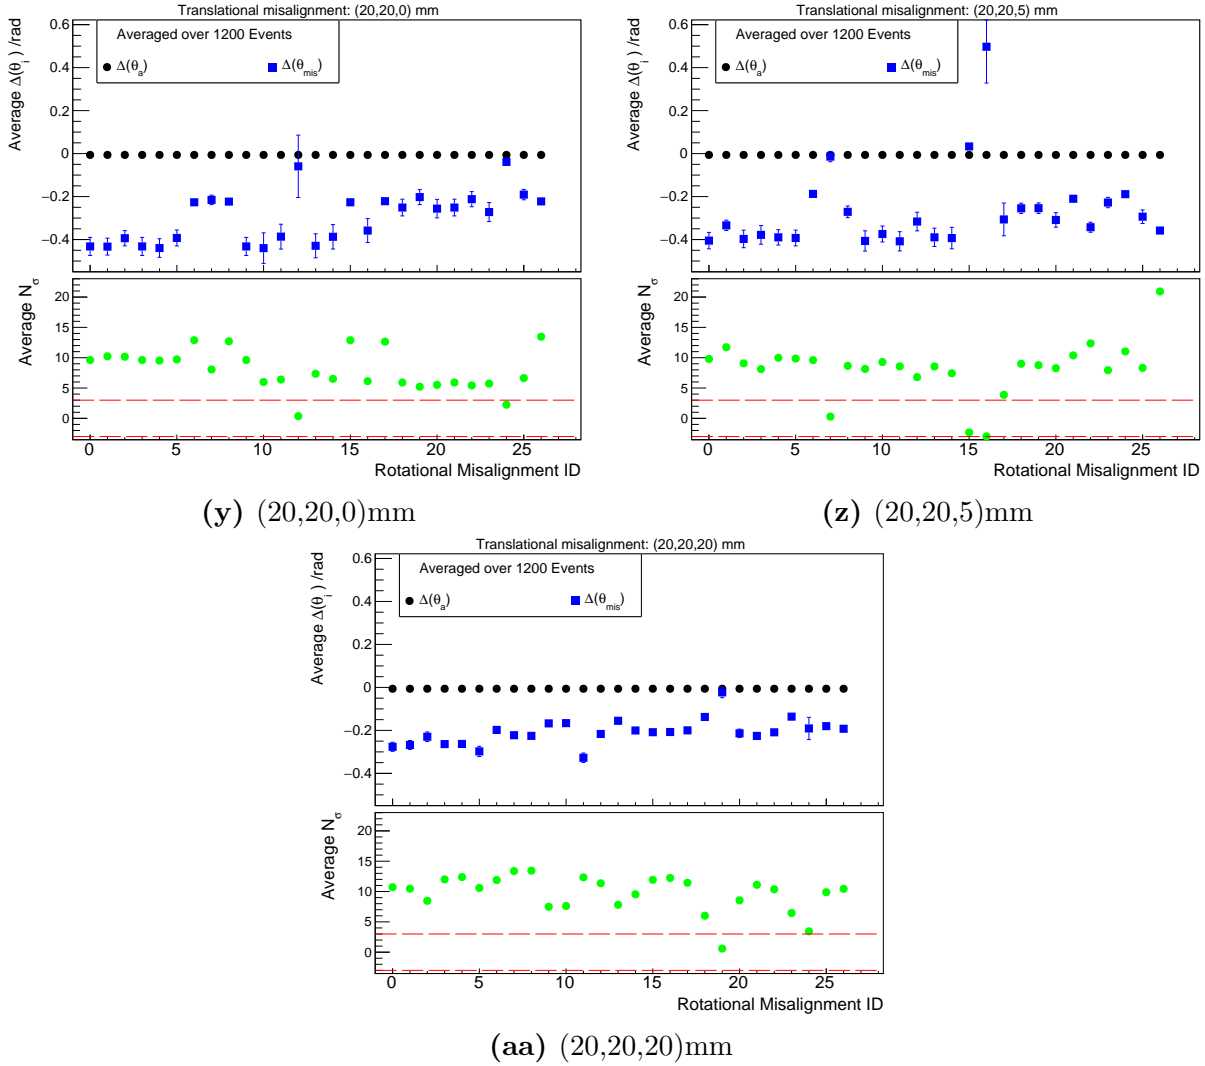 Translational misalignment: (20,20,0) mm
Average Δ(θi) /rad
Averaged over 1200 Events
Δ(θa) Δ(θmis)
0.6
0.4
0.2
0
−0.2
−0.4
Average Nσ
20
15
10
5
0
0 5 10 15 20 25
Rotational Misalignment ID
(y) (20,20,0)mm
Translational misalignment: (20,20,5) mm
Average Δ(θi) /rad
Averaged over 1200 Events
Δ(θa) Δ(θmis)
0.6
0.4
0.2
0
−0.2
−0.4
Average Nσ
20
15
10
5
0
0 5 10 15 20 25
Rotational Misalignment ID
(z) (20,20,5)mm
Translational misalignment: (20,20,20) mm
Average Δ(θi) /rad
Averaged over 1200 Events
Δ(θa) Δ(θmis)
0.6
0.4
0.2
0
−0.2
−0.4
Average Nσ
20
15
10
5
0
0 5 10 15 20 25
Rotational Misalignment ID
(aa) (20,20,20)mm